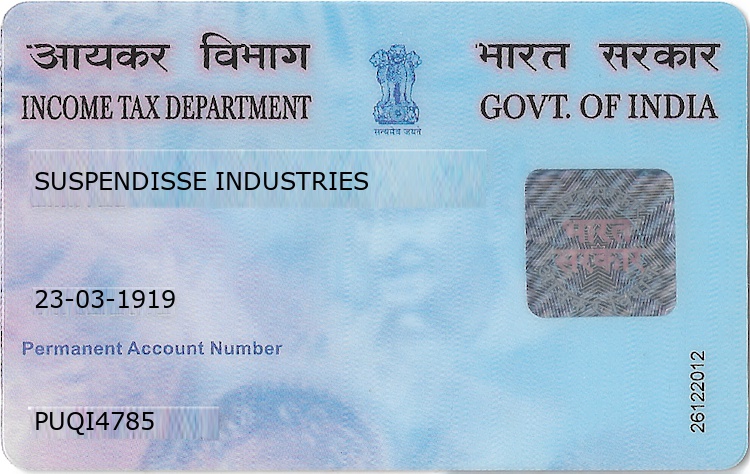 आयकर विभाग भारत सरकार
INCOME TAX DEPARTMENT GOVT. OF INDIA
सत्यमेव जयते
SUSPENDISSE INDUSTRIES
भारत
सरकार
23-03-1919
Permanent Account Number
PUQI4785
26122012